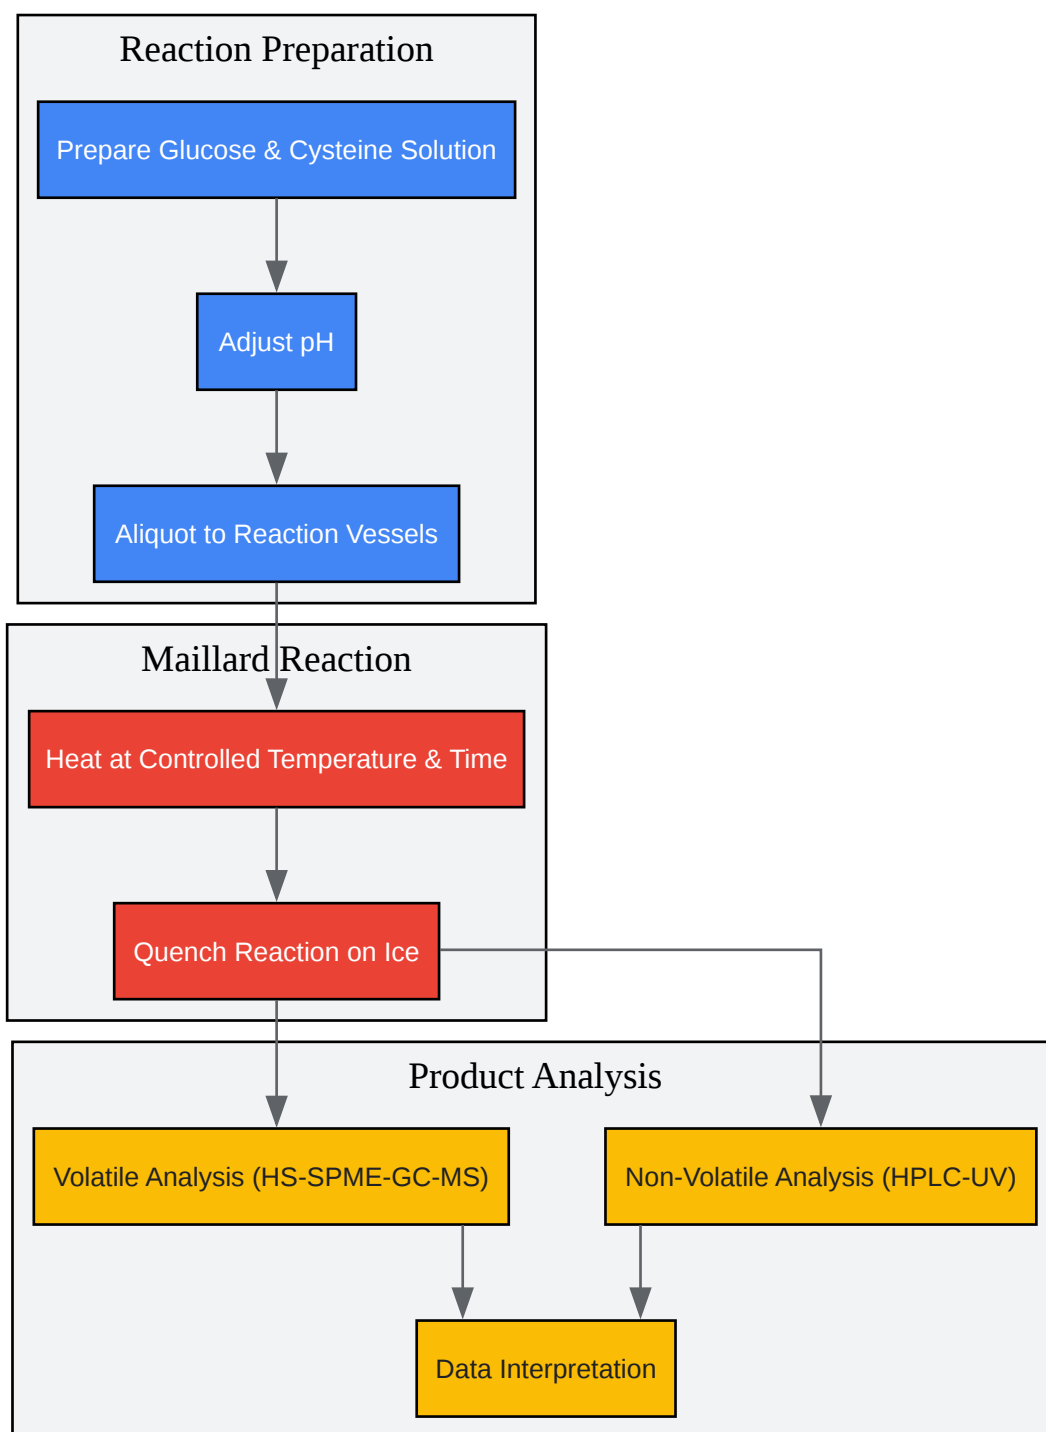 Reaction Preparation
Prepare Glucose & Cysteine Solution
Adjust pH
Aliquot to Reaction Vessels
Maillard Reaction
Heat at Controlled Temperature & Time
Quench Reaction on Ice
Product Analysis
Volatile Analysis (HS-SPME-GC-MS)
Non-Volatile Analysis (HPLC-UV)
Data Interpretation